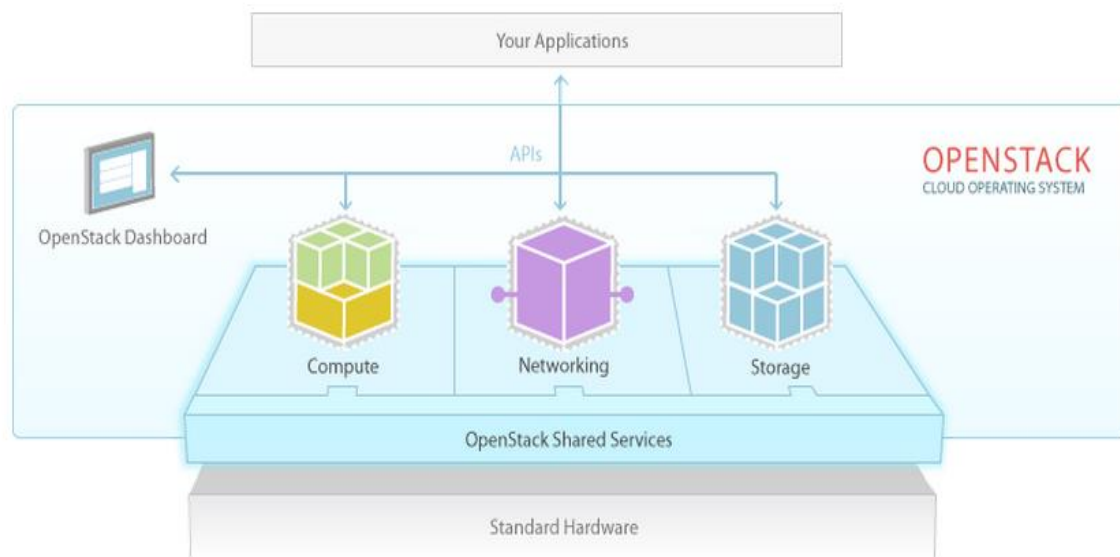 Your Applications
APIs
OPENSTACK
CLOUD OPERATING SYSTEM
OpenStack Dashboard
Compute
Networking
Storage
OpenStack Shared Services
Standard Hardware